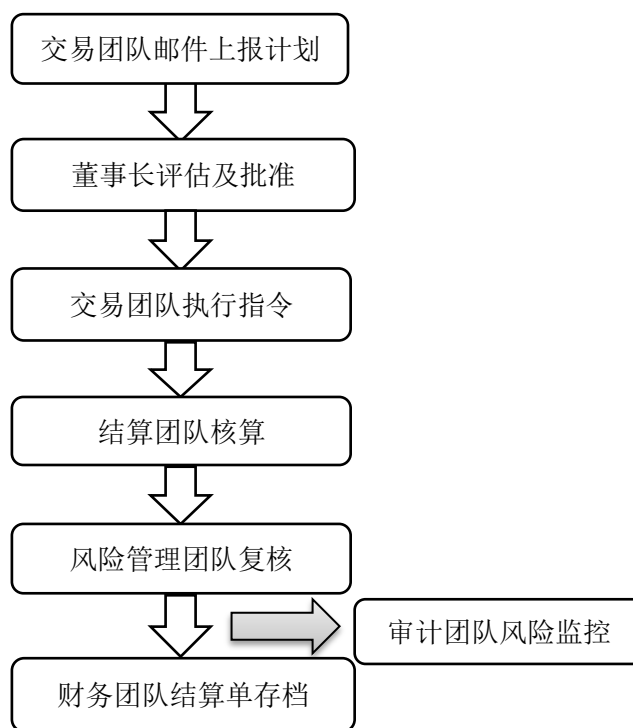 交易团队邮件上报计划
董事长评估及批准
交易团队执行指令
结算团队核算
风险管理团队复核
审计团队风险监控
财务团队结算单存档